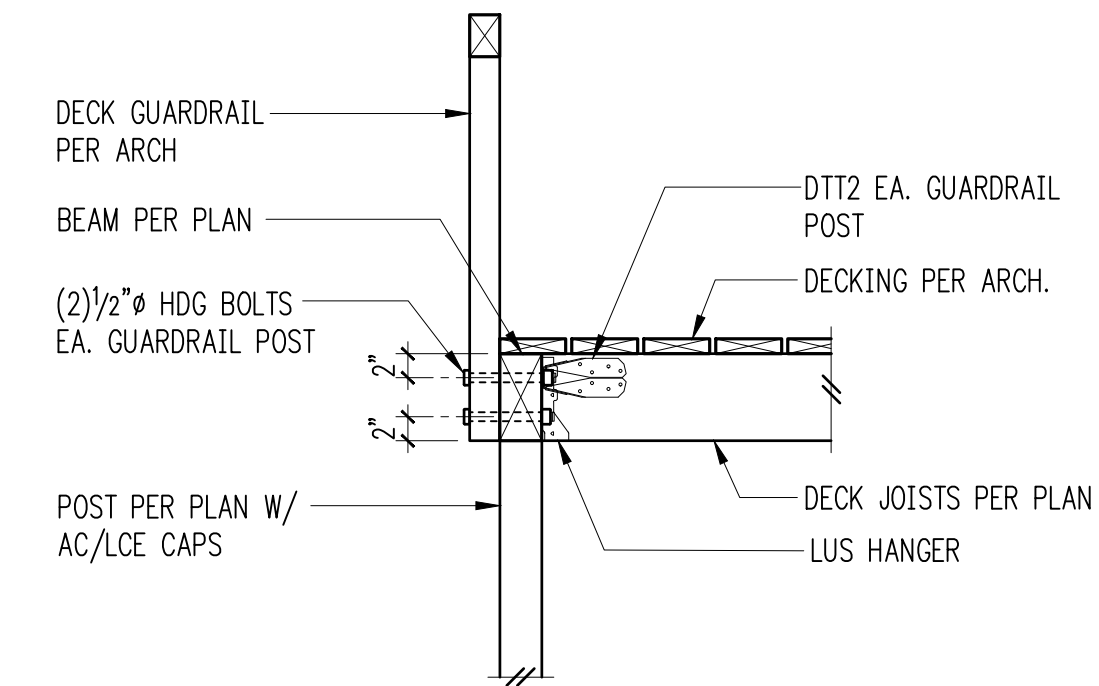 DECK GUARDRAIL
PER ARCH
BEAM PER PLAN
(2)1/2"ø HDG BOLTS
EA. GUARDRAIL POST
2"
2"
POST PER PLAN W/
AC/LCE CAPS
DTT2 EA. GUARDRAIL
POST
DECKING PER ARCH.
DECK JOISTS PER PLAN
LUS HANGER